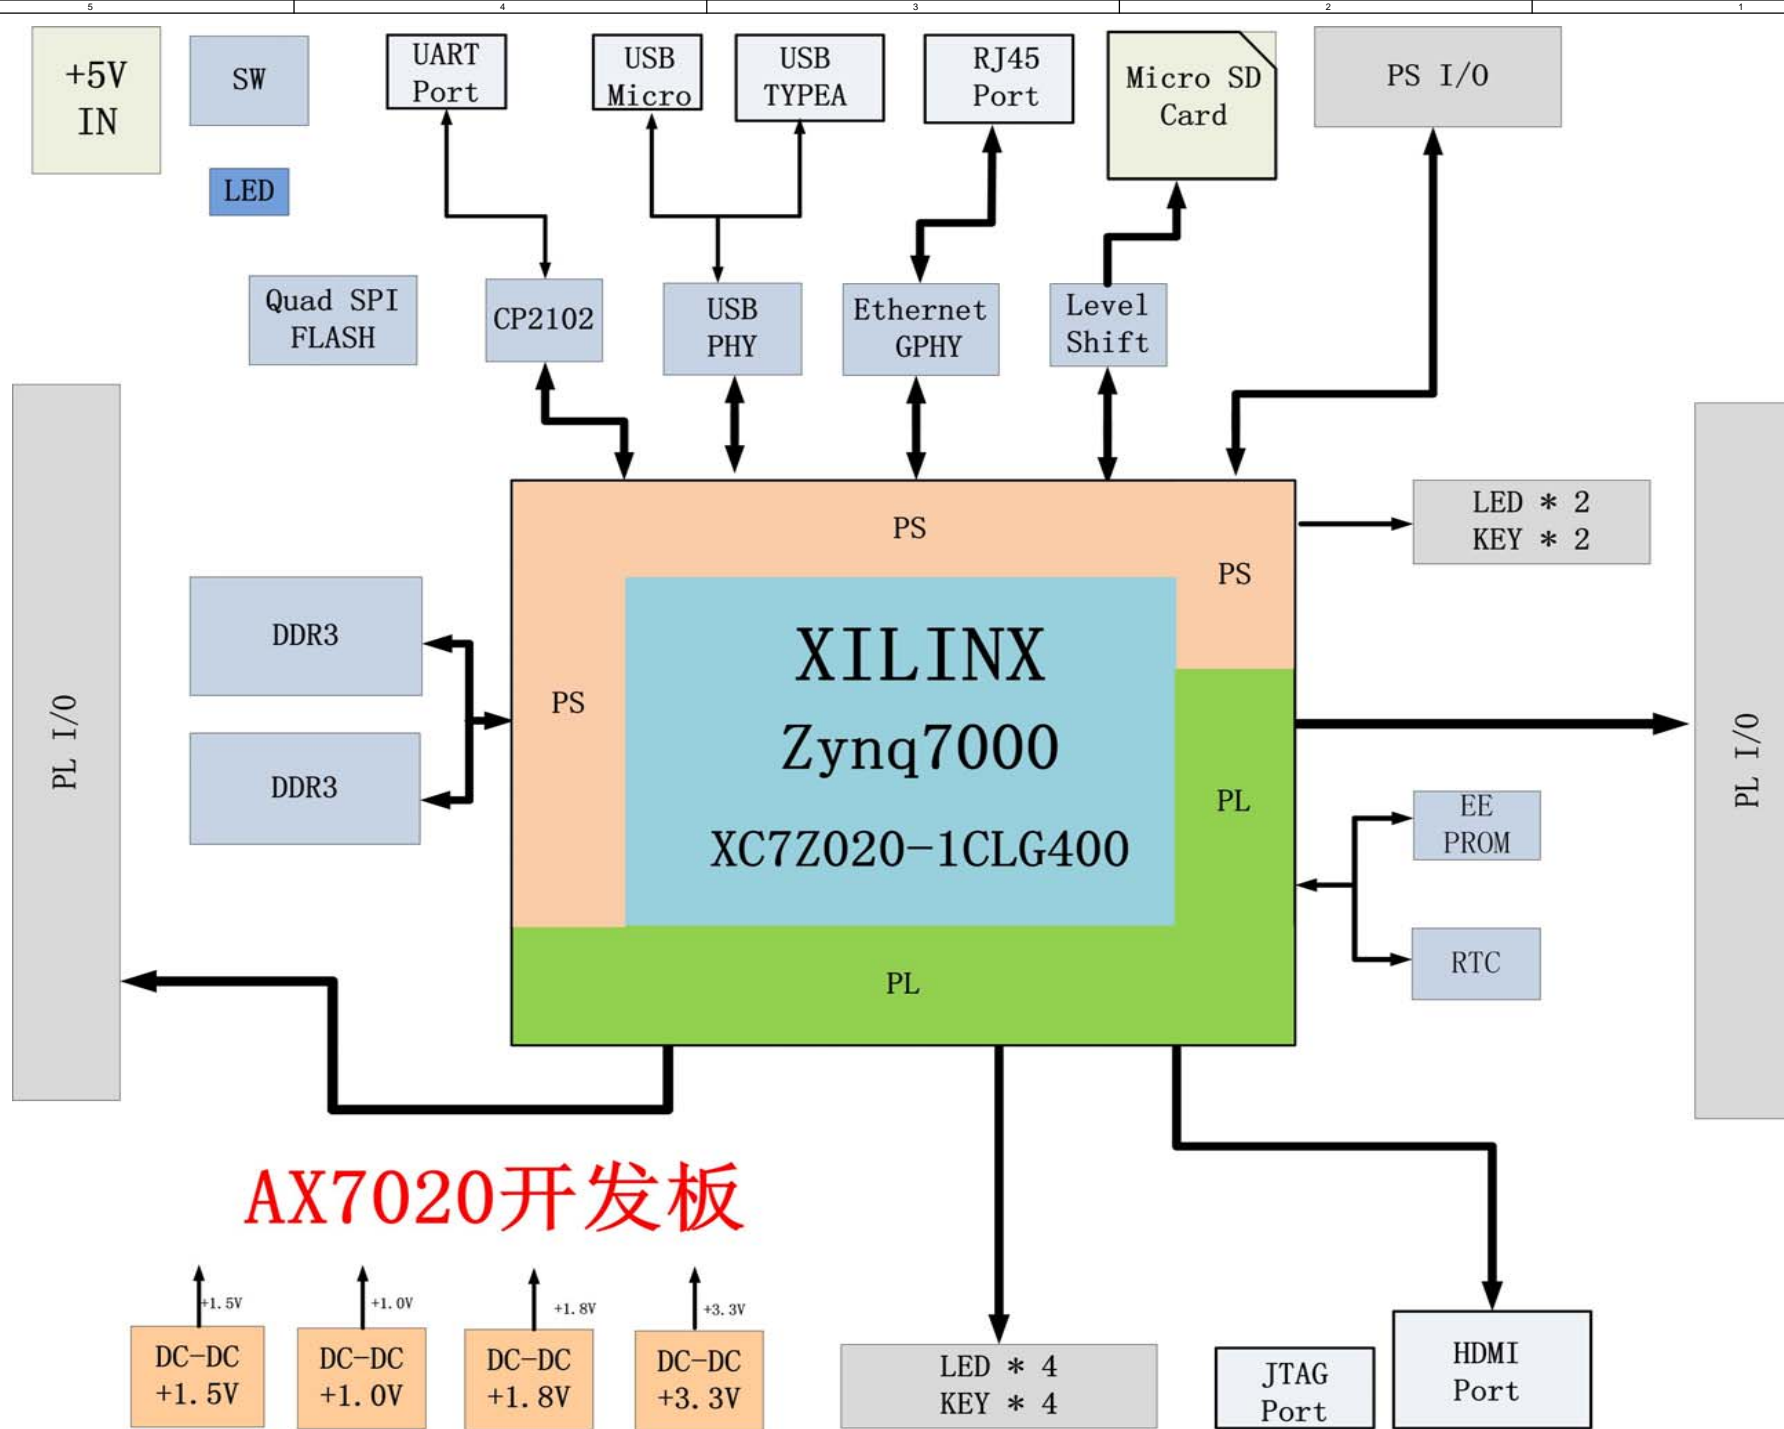 5 4 3 2 1
+5V
IN
SW
LED
UART
Port
USB
Micro
USB
TYPEA
RJ45
Port
Micro SD
Card
PS I/O
Quad SPI
FLASH
CP2102
USB
PHY
Ethernet
GPHY
Level
Shift
PS
PS
LED * 2
KEY * 2
DDR3
DDR3
PS
XILINX
Zynq7000
XC7Z020-1CLG400
PL
PL I/O
PL I/O
EE
PROM
RTC
PL
AX7020开发板
+1.5V
+1.0V
+1.8V
+3.3V
DC-DC
+1.5V
DC-DC
+1.0V
DC-DC
+1.8V
DC-DC
+3.3V
LED * 4
KEY * 4
JTAG
Port
HDMI
Port